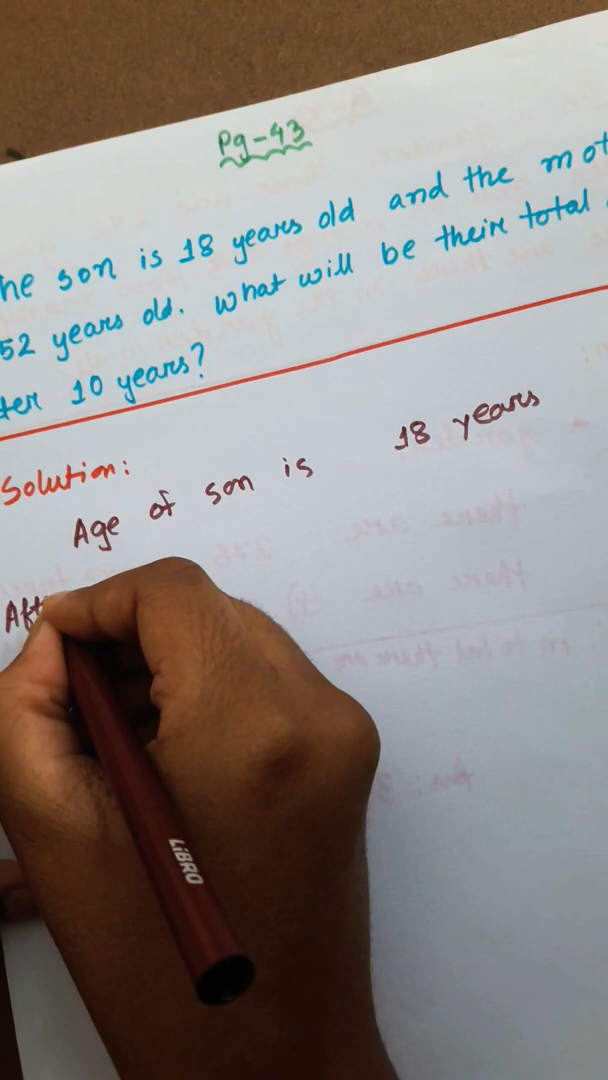 Pg-43
he son is 18 years old and the mot
52 years old. what will be their total
ter 10 years?
Solution:
Age of son is 18 years
Aft
LiBRO